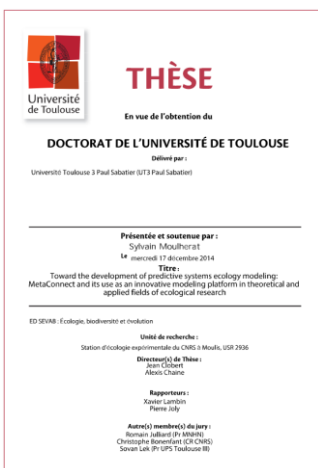 Université
de Toulouse
THÈSE
En vue de l'obtention du
DOCTORAT DE L'UNIVERSITÉ DE TOULOUSE
Délivré par :
Université Toulouse 3 Paul Sabatier (UT3 Paul Sabatier)
Présentée et soutenue par :
Sylvain Moulherat
Le mercredi 17 décembre 2014
Titre :
Toward the development of predictive systems ecology modeling:
MetaConnect and its use as an innovative modeling platform in theoretical and
applied fields of ecological research
ED SEVAB : Écologie, biodiversité et évolution
Unité de recherche :
Station d'écologie expérimentale du CNRS à Moulis, USR 2936
Directeur(s) de Thèse :
Jean Clobert
Alexis Chaine
Rapporteurs :
Xavier Lambin
Pierre Joly
Autre(s) membre(s) du jury :
Romain Julliard (Pr MNHN)
Christophe Bonenfant (CR CNRS)
Sovan Lek (Pr UPS Toulouse III)